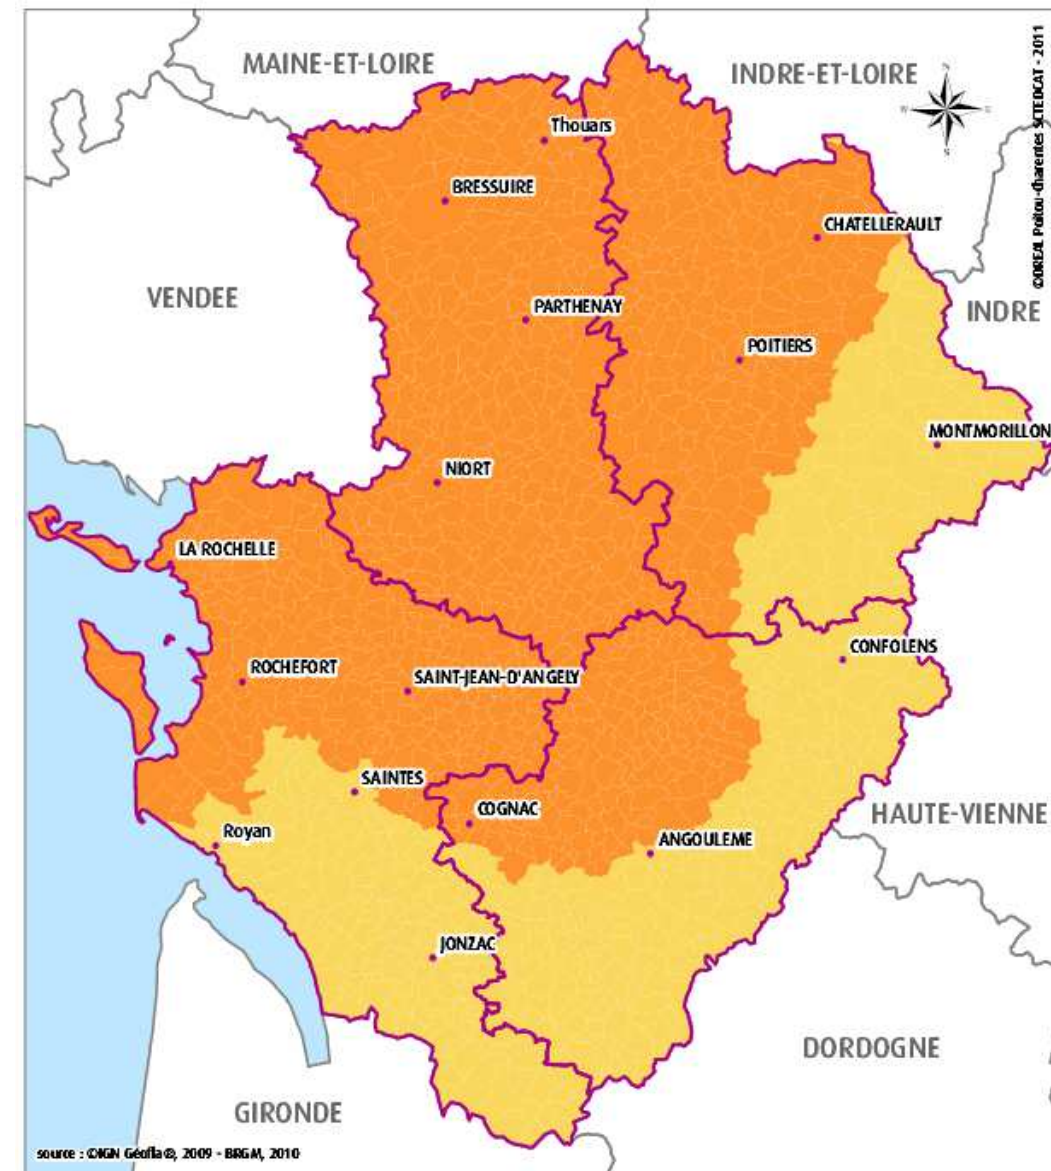 MAINE-ET-LOIRE
INDRE-ET-LOIRE
N
W
E
S
©DREAL Poitou-charentes SCTEDCAT - 2011
Thouars
BRESSUIRE
CHATELLERAULT
VENDEE
PARTHENAY
INDRE
POITIERS
MONTMORILLON
NIORT
LA ROCHELLE
CONFOLENS
ROCHEFORT
SAINT-JEAN-D'ANGELY
SAINTES
COGNAC
HAUTE-VIENNE
Royan
ANGOULEME
JONZAC
DORDOGNE
GIRONDE
source : ©IGN Géofla®, 2009 - BRGM, 2010